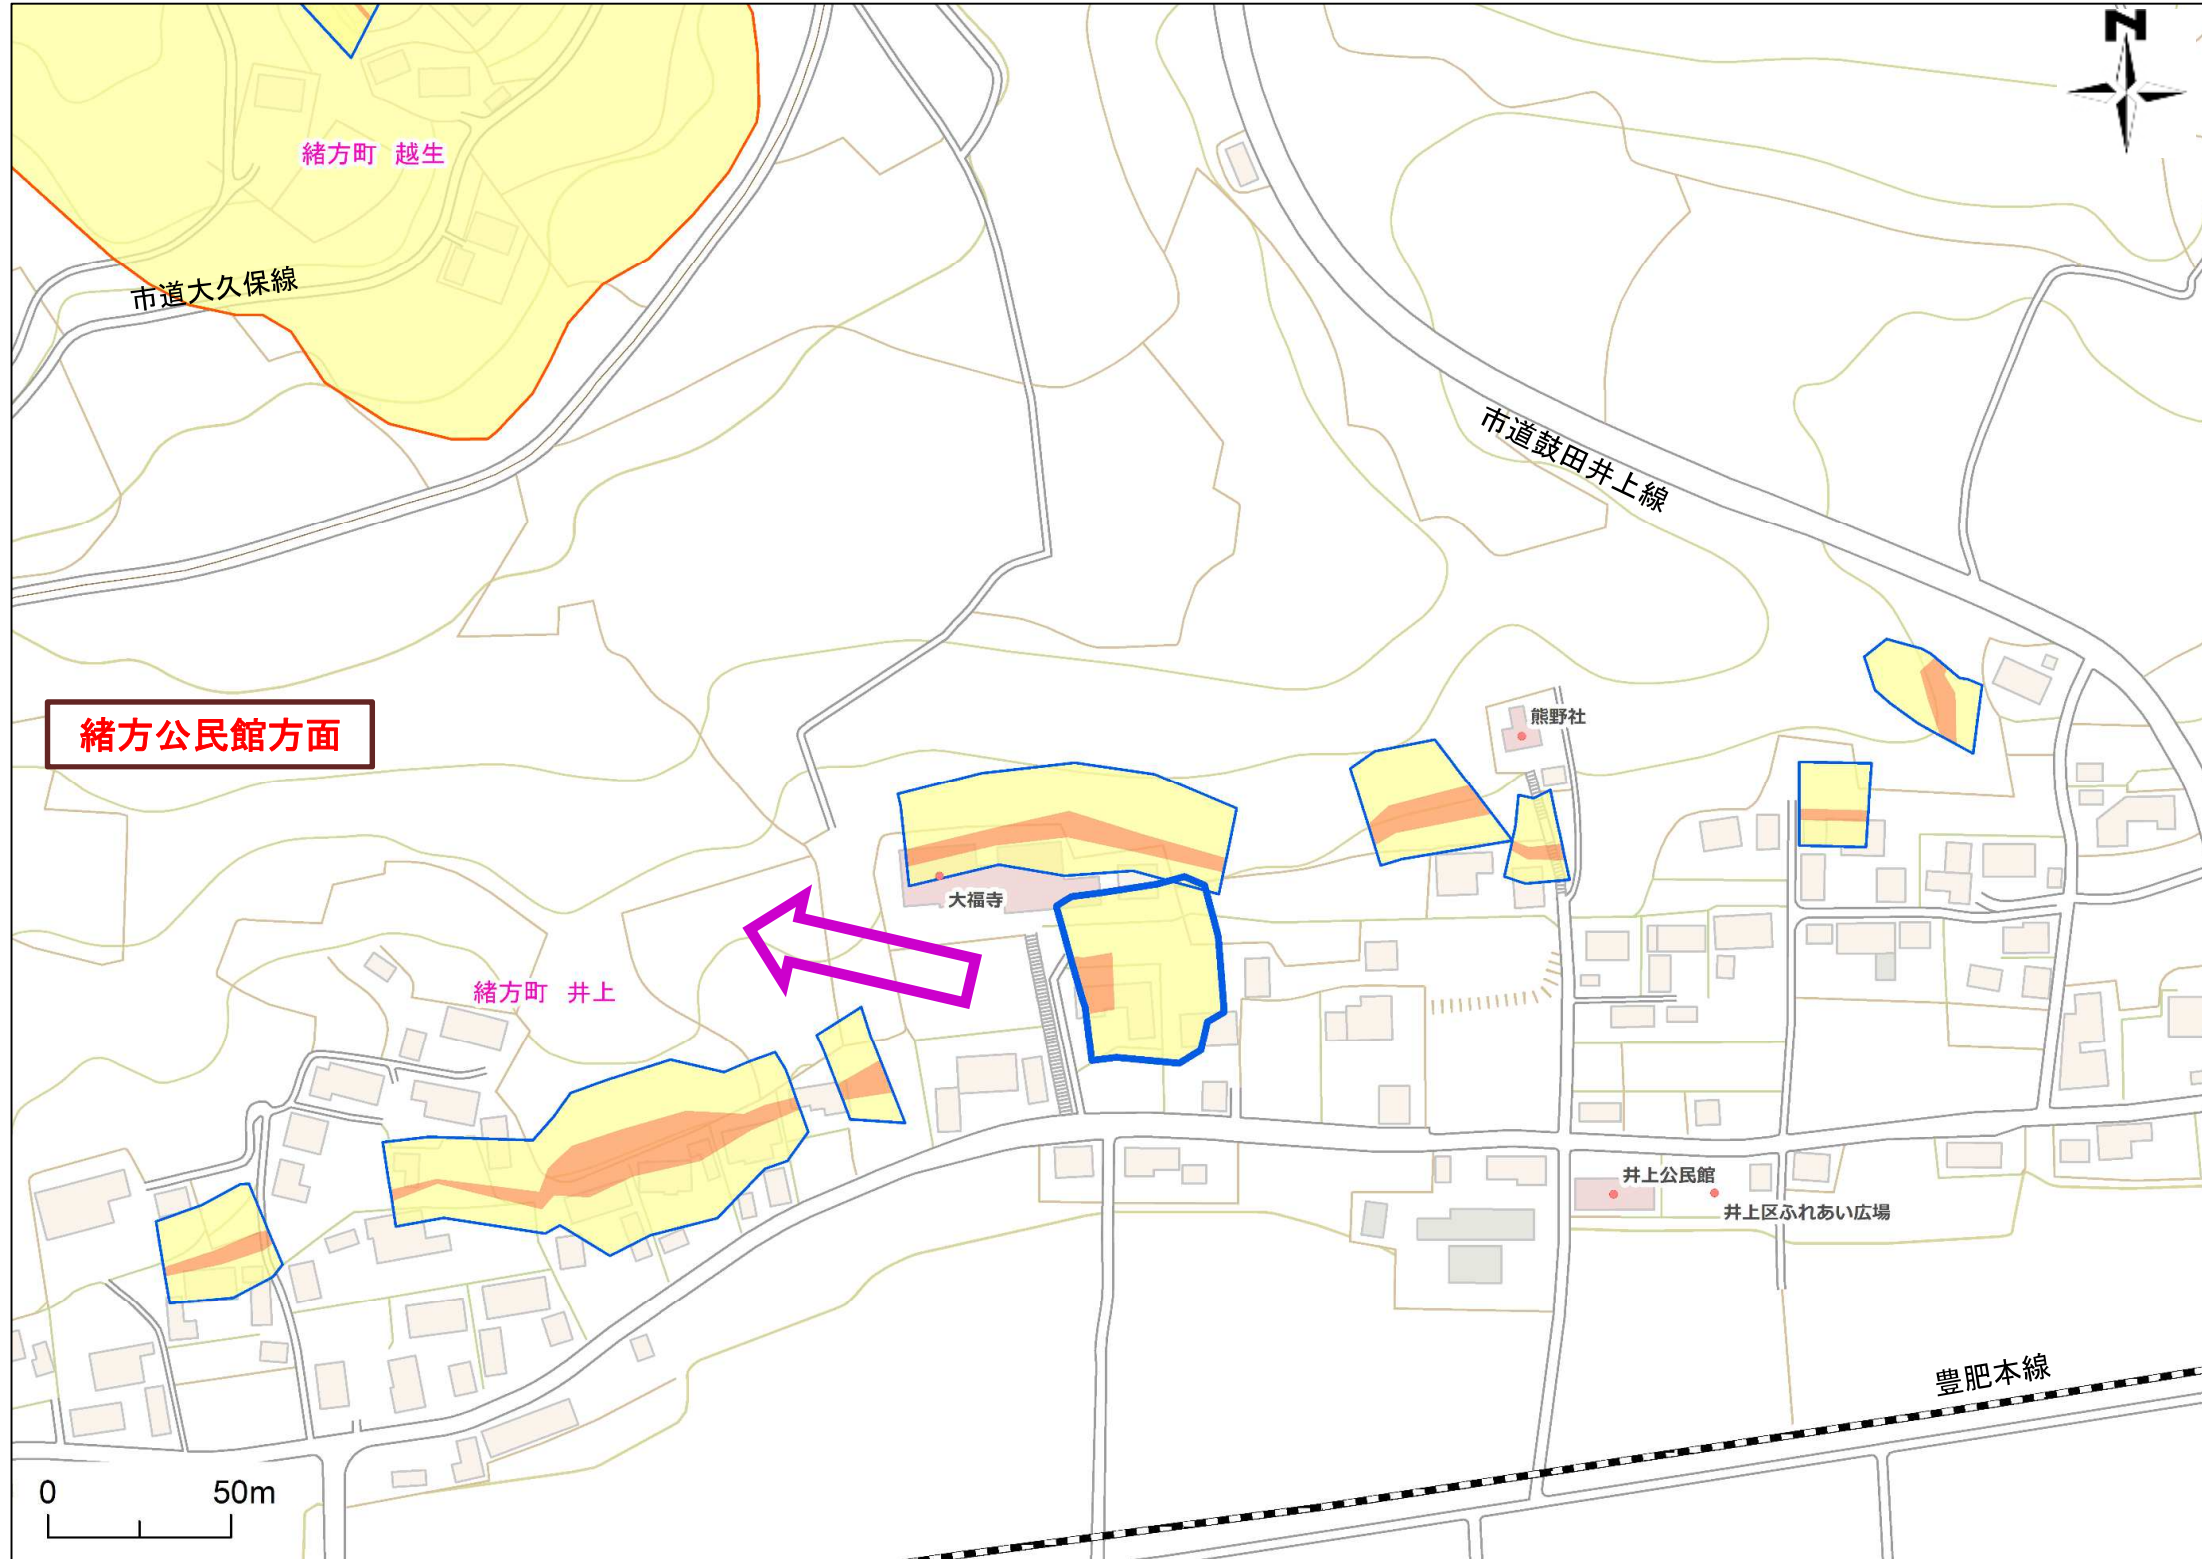 N
緒方町 越生
市道大久保線
市道鼓田井上線
緒方公民館方面
熊野社
大福寺
緒方町 井上
井上公民館
井上区ふれあい広場
豊肥本線
0 50m